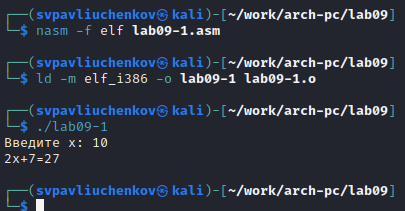 ┌──(svpavliuchenkov㉿kali)-[~/work/arch-pc/lab09]
└─$ nasm -f elf lab09-1.asm
┌──(svpavliuchenkov㉿kali)-[~/work/arch-pc/lab09]
└─$ ld -m elf_i386 -o lab09-1 lab09-1.o
┌──(svpavliuchenkov㉿kali)-[~/work/arch-pc/lab09]
└─$ ./lab09-1
Введите x: 10
2x+7=27
┌──(svpavliuchenkov㉿kali)-[~/work/arch-pc/lab09]
└─$